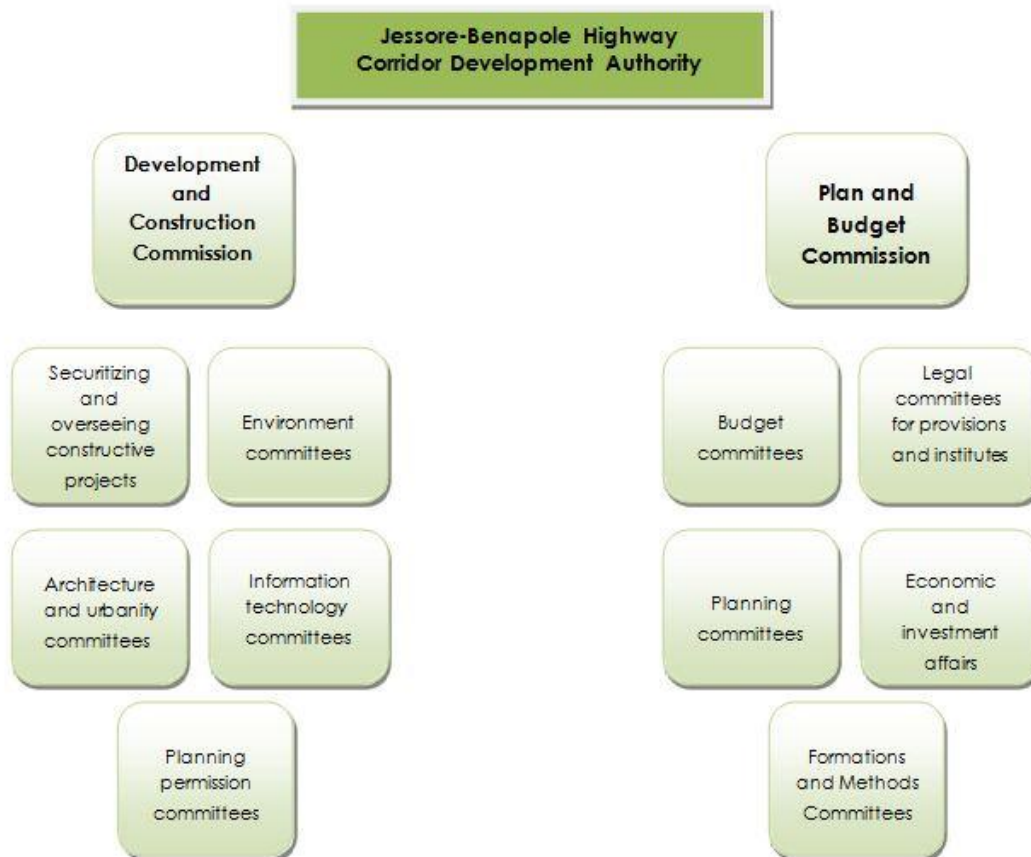 Jessore-Benapole Highway
Corridor Development Authority
Development
and
Construction
Commission
Plan and
Budget
Commission
Securitizing
and
overseeing
constructive
projects
Environment
committees
Budget
committees
Legal
committees
for provisions
and institutes
Architecture
and urbanity
committees
Information
technology
committees
Planning
committees
Economic
and
investment
affairs
Planning
permission
committees
Formations
and Methods
Committees